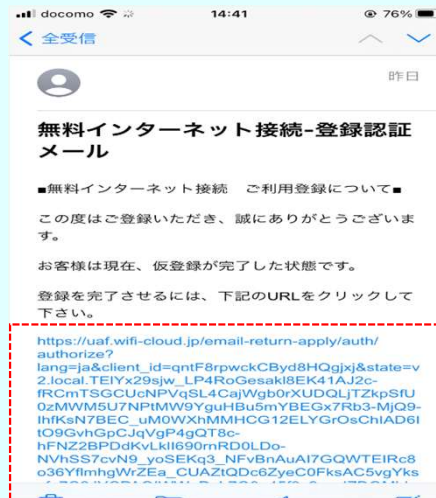 docomo 14:41 76%
全受信
昨日
無料インターネット接続-登録認証
メール
■無料インターネット接続　ご利用登録について■
この度はご登録いただき、誠にありがとうございま
す。
お客様は現在、仮登録が完了した状態です。
登録を完了させるには、下記のURLをクリックして
下さい。
https://uaf.wifi-cloud.jp/email-return-apply/auth/
authorize?
lang=ja&client_id=qntF8rpwckCByd8HQgjxj&state=v
2.local.TElYx29sjw_LP4RoGesakl8EK41AJ2c-
fRCmTSGCUcNPVqSL4CajWgb0rXUDQLjTZkpSfU
0zMWM5U7NPtMW9YguHBu5mYBEGx7Rb3-MjQ9-
IhfKsN7BEC_uM0WXhMMHCG12ELYGrOsChIAD6I
tO9GvhGpCJqVgP4gQT8c-
hFNZ2BPDdKvLklI690rnRD0LDo-
NVhSS7cvN9_yoSEKq3_NFvBnAuAI7GQWTEIRc8
o36YflmhgWrZEa_CUAZtQDc6ZyeC0FksAC5vgYks